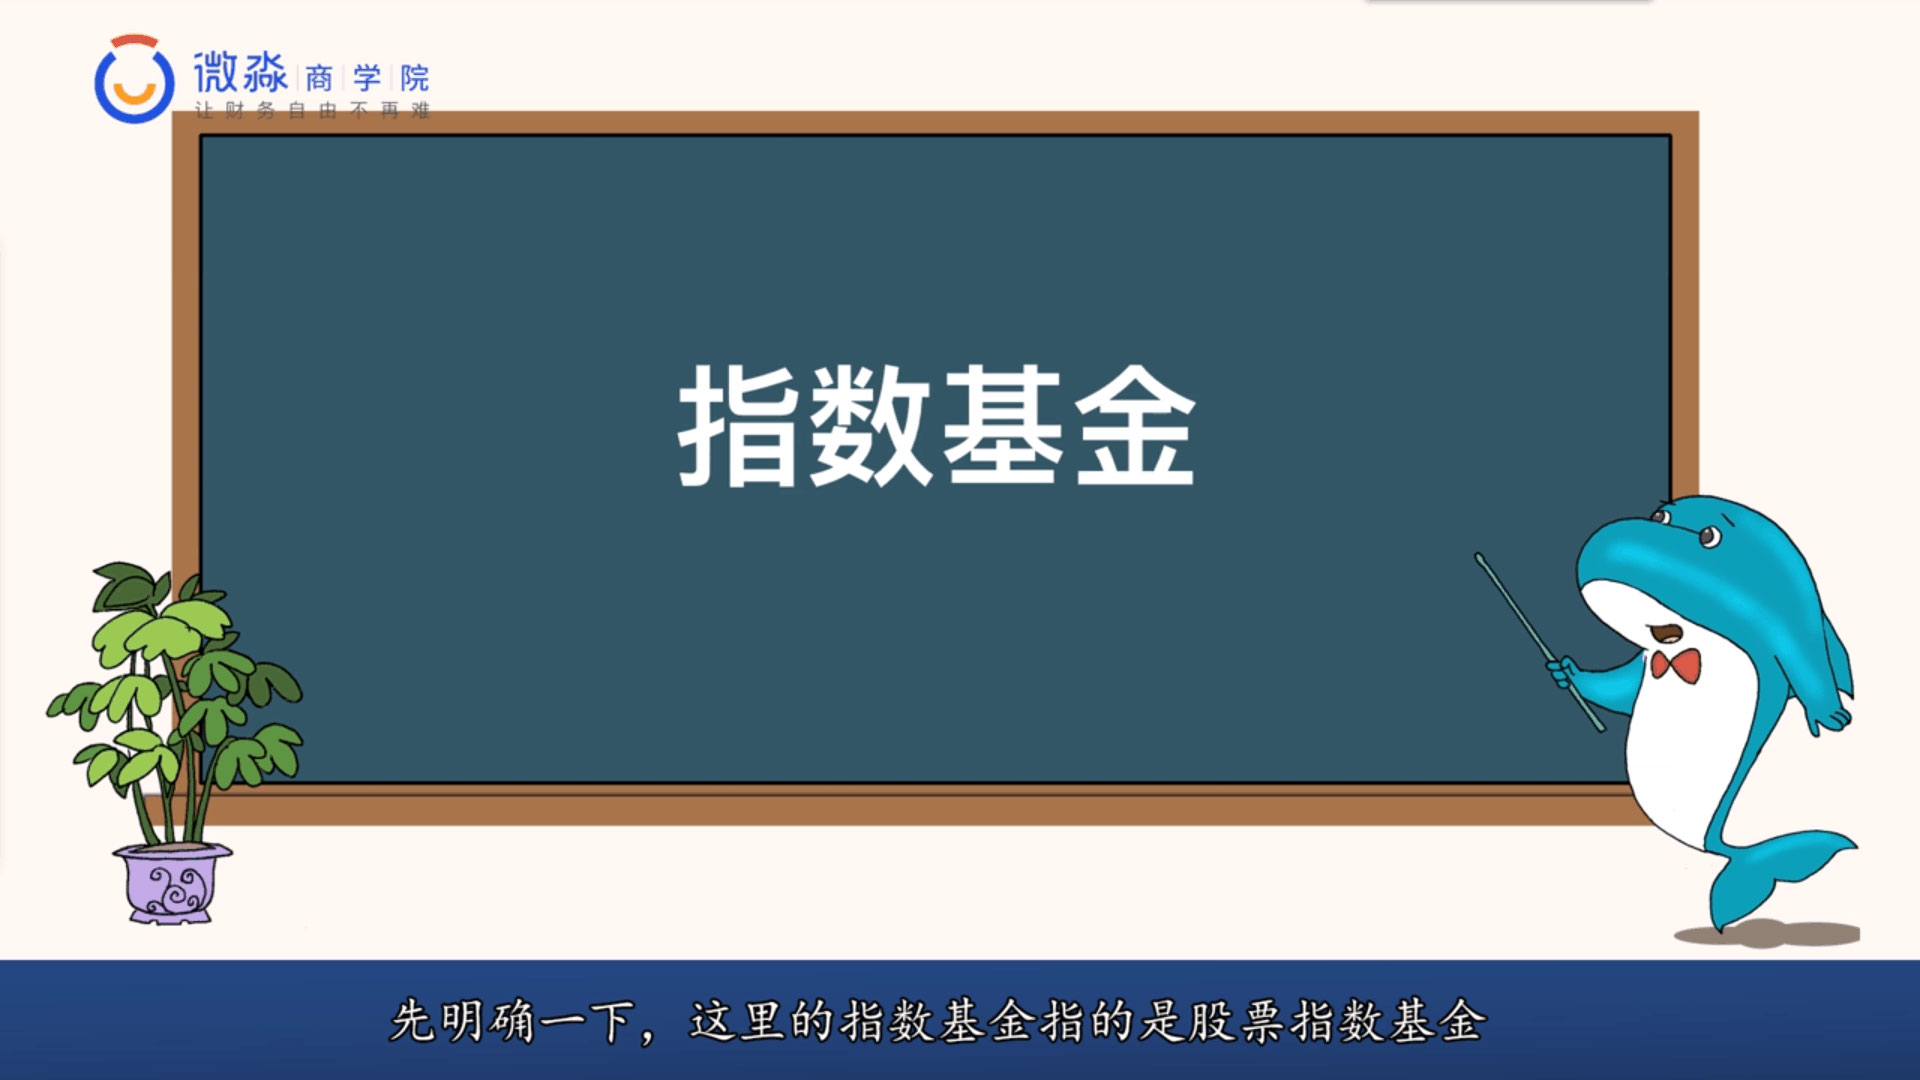 微淼 商 学 院
让财务自由不再难
指数基金
先明确一下，这里的指数基金指的是股票指数基金